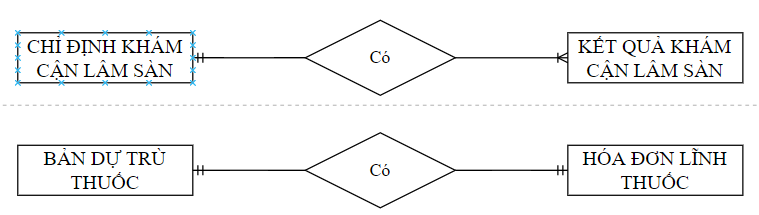 CHỈ ĐỊNH KHÁM
CẬN LÂM SÀN
Có
KẾT QUẢ KHÁM
CẬN LÂM SÀN
BẢN DỰ TRÙ
THUỐC
Có
HÓA ĐƠN LĨNH
THUỐC